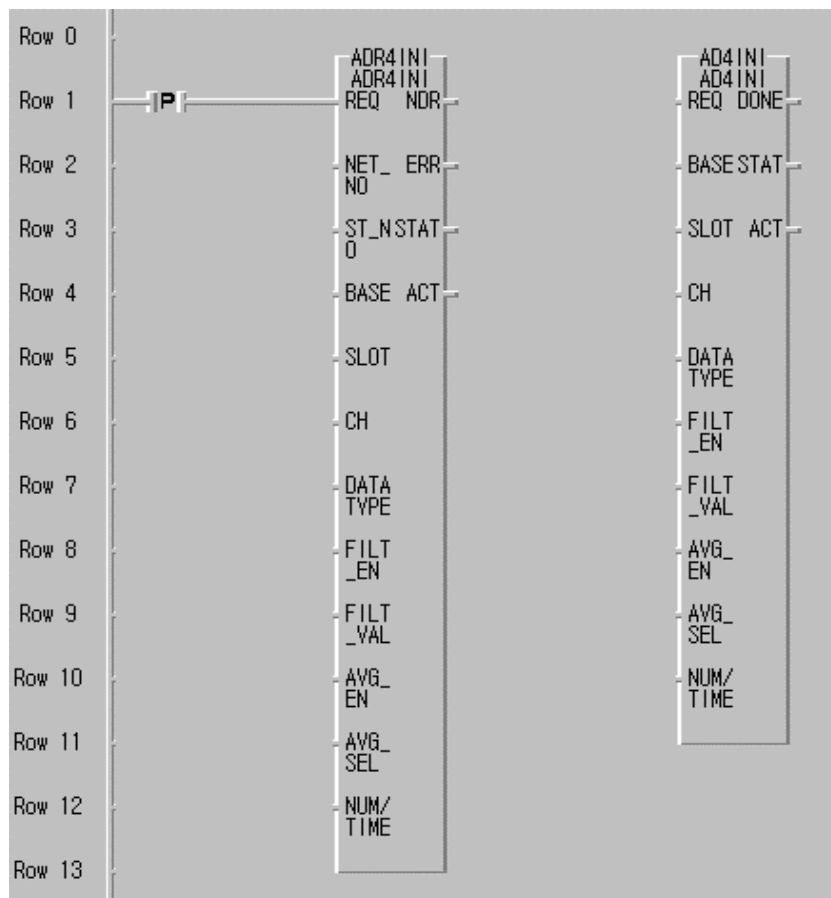 Row 0
ADR4INI AD4INI
ADR4INI AD4INI
Row 1 P REQ NDR REQ DONE
Row 2 NET_ ERR BASE STAT
NO
Row 3 ST_N STAT SLOT ACT
O
Row 4 BASE ACT CH
Row 5 SLOT DATA
TYPE
Row 6 CH FILT
_EN
Row 7 DATA FILT
TYPE _VAL
Row 8 FILT AVG_
_EN EN
Row 9 FILT AVG_
_VAL SEL
Row 10 AVG_ NUM/
EN TIME
Row 11 AVG_
SEL
Row 12 NUM/
TIME
Row 13